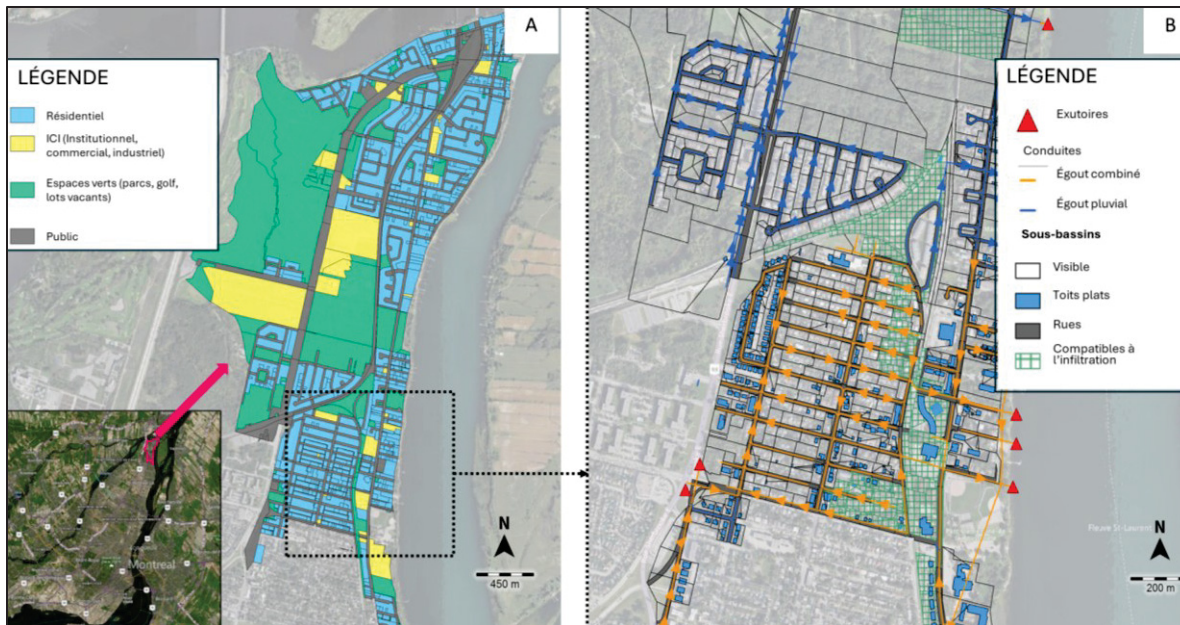 A
LÉGENDE
Résidentiel
ICI (Institutionnel,
commercial, industriel)
Espaces verts (parcs, golf,
lots vacants)
Public
Montreal
N
450 m
B
LÉGENDE
Exutoires
Conduites
Égout combiné
Égout pluvial
Sous-bassins
Visible
Toits plats
Rues
Compatibles à
l'infiltration
Fleuve St-Laurent
N
200 m